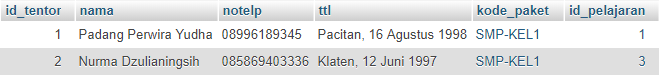 id_tentor nama notelp ttl kode_paket id_pelajaran
1 Padang Perwira Yudha 08996189345 Pacitan, 16 Agustus 1998 SMP-KEL1 1
2 Nurma Dzulianingsih 085869403336 Klaten, 12 Juni 1997 SMP-KEL1 3